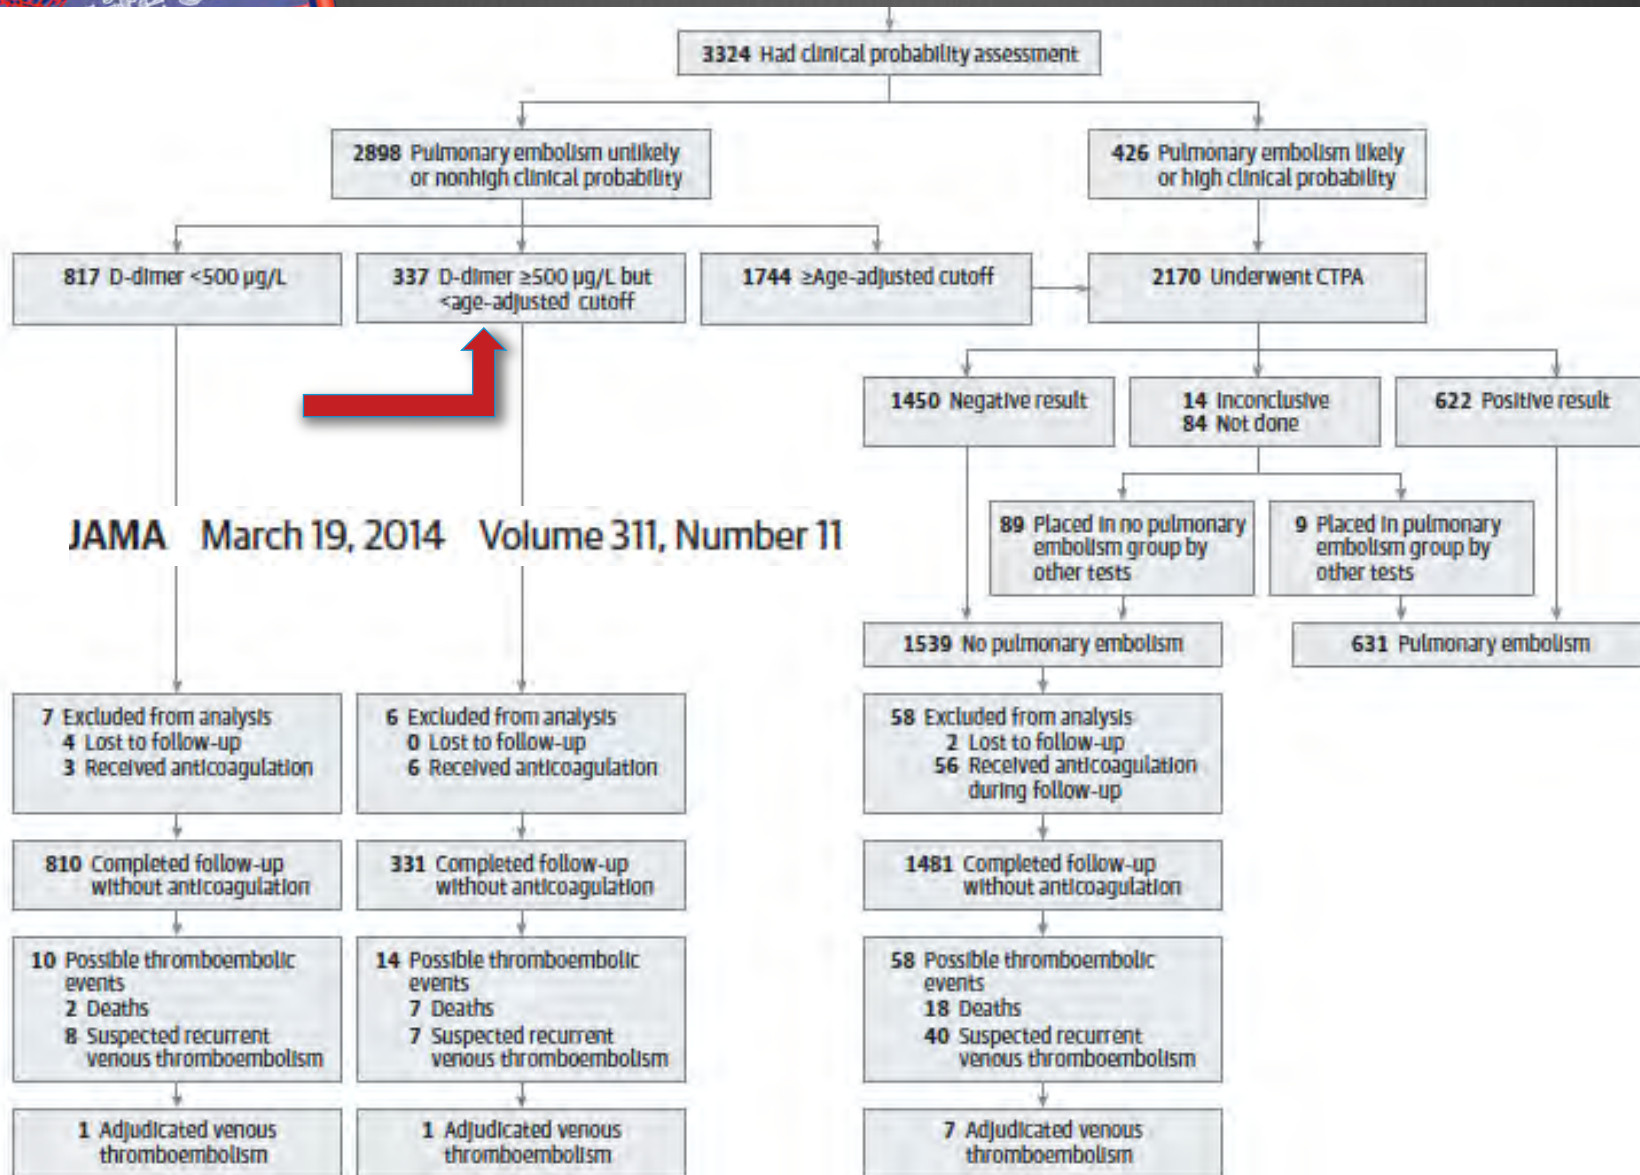 3324 Had clinical probability assessment
2898 Pulmonary embolism unlikely
or nonhigh clinical probability
426 Pulmonary embolism likely
or high clinical probability
817 D-dimer <500 µg/L
337 D-dimer ≥500 µg/L but
<age-adjusted cutoff
1744 ≥Age-adjusted cutoff
2170 Underwent CTPA
1450 Negative result
14 Inconclusive
84 Not done
622 Positive result
89 Placed in no pulmonary
embolism group by
other tests
9 Placed in pulmonary
embolism group by
other tests
JAMA March 19, 2014 Volume 311, Number 11
1539 No pulmonary embolism
631 Pulmonary embolism
7 Excluded from analysis
4 Lost to follow-up
3 Received anticoagulation
6 Excluded from analysis
0 Lost to follow-up
6 Received anticoagulation
58 Excluded from analysis
2 Lost to follow-up
56 Received anticoagulation
during follow-up
810 Completed follow-up
without anticoagulation
331 Completed follow-up
without anticoagulation
1481 Completed follow-up
without anticoagulation
10 Possible thromboembolic
events
2 Deaths
8 Suspected recurrent
venous thromboembolism
14 Possible thromboembolic
events
7 Deaths
7 Suspected recurrent
venous thromboembolism
58 Possible thromboembolic
events
18 Deaths
40 Suspected recurrent
venous thromboembolism
1 Adjudicated venous
thromboembolism
1 Adjudicated venous
thromboembolism
7 Adjudicated venous
thromboembolism